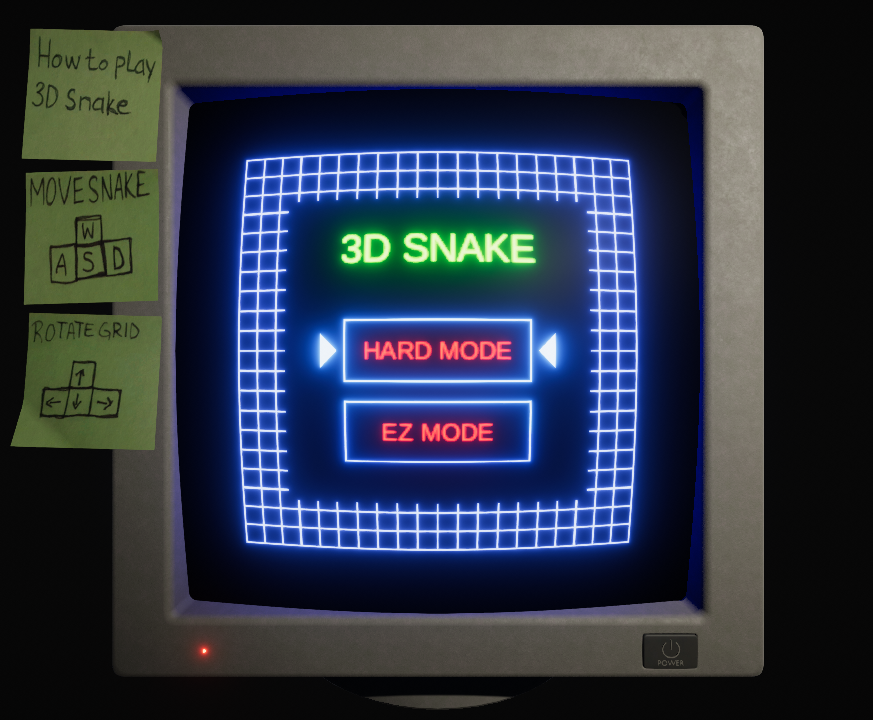 How to play
3D Snake
MOVE SNAKE
W
A S D
ROTATE GRID
↑
← ↓ →
3D SNAKE
HARD MODE
EZ MODE
POWER